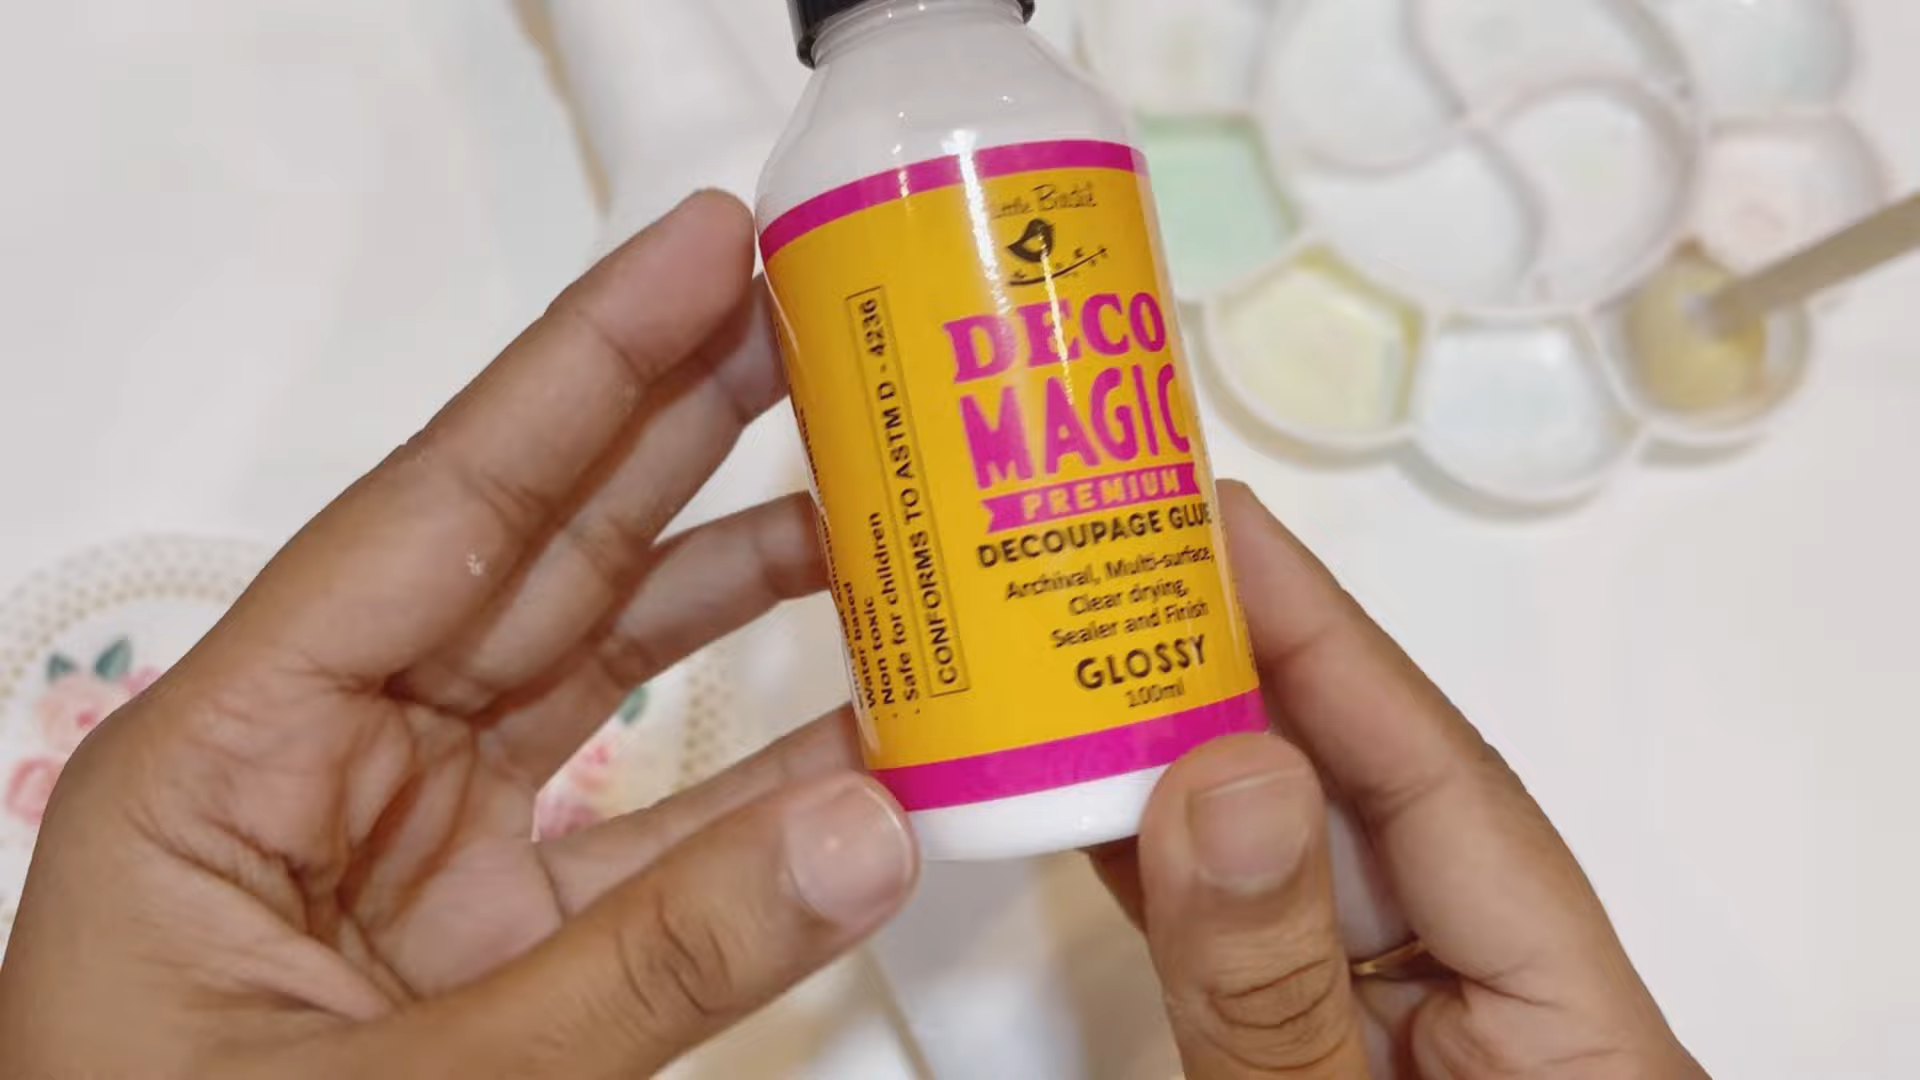 Little Birdie
DECO
MAGIC
PREMIUM
DECOUPAGE GLUE
Archival, Multi-surface,
Clear drying,
Sealer and Finish
GLOSSY
100ml
CONFORMS TO ASTM D - 4236
. Safe for children
. Non toxic
. Water based